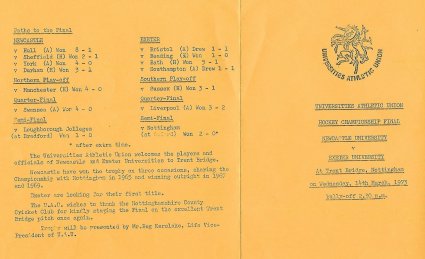 Paths to the Final
NEWCASTLE
v Hull (A) Won 8 - 1
v Sheffield (H) Won 2 - 1
v York (A) Won 4 - 0
v Durham (H) Won 3 - 1
Northern Play-off
v Manchester (H) Won 4 - 0
Quarter-Final
v Swansea (A) Won 4 - 0
Semi-Final
v Loughborough Colleges
(at Bedford) Won 1 - 0
EXETER
v Bristol (A) Drew 1 - 1
v Reading (H) Won 1 - 0
v Bath (H) Won 5 - 1
v Southampton (A) Drew 1 - 1
Southern Play-off
v Sussex (H) Won 3 - 1
Quarter-Final
v Liverpool (A) Won 3 - 2
Semi-Final
v Nottingham
(at) Won 2 - 0*
* after extra time.
The Universities Athletic Union welcomes the players and
officials of Newcastle and Exeter Universities to Trent Bridge.
Newcastle have won the trophy on three occasions, sharing the
Championship with Nottingham in 1965 and winning outright in 1960
and 1969.
Exeter are looking for their first title.
The U.A.U. wishes to thank the Nottinghamshire County
Cricket Club for kindly staging the Final on the excellent Trent
Bridge pitch once again.
Trophy will be presented by Mr. Reg Kerslake, Life Vice-
President of U.A.U.
UNIVERSITIES ATHLETIC UNION
UNIVERSITIES ATHLETIC UNION
HOCKEY CHAMPIONSHIP FINAL
NEWCASTLE UNIVERSITY
v
EXETER UNIVERSITY
At Trent Bridge, Nottingham
on Wednesday, 14th March, 1973
Bully-off 2.30 p.m.